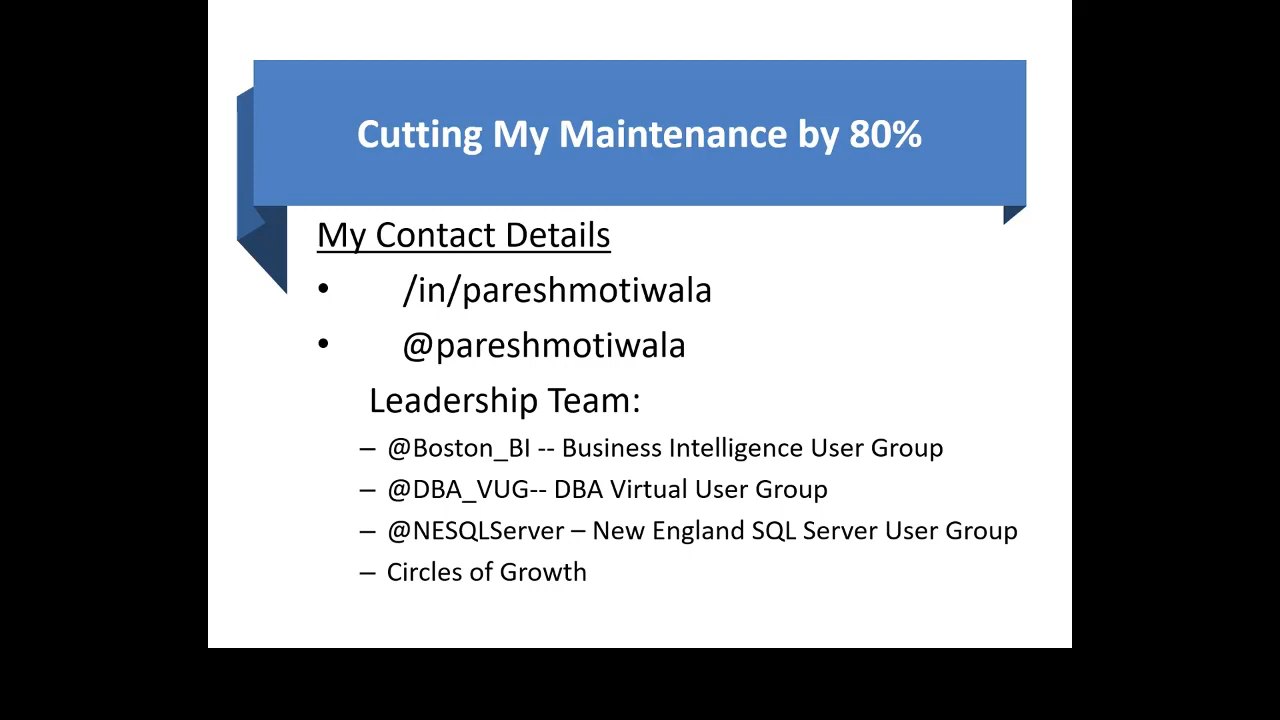 Cutting My Maintenance by 80%
My Contact Details
• /in/pareshmotiwala
• @pareshmotiwala
Leadership Team:
– @Boston_BI -- Business Intelligence User Group
– @DBA_VUG-- DBA Virtual User Group
– @NESQLServer – New England SQL Server User Group
– Circles of Growth